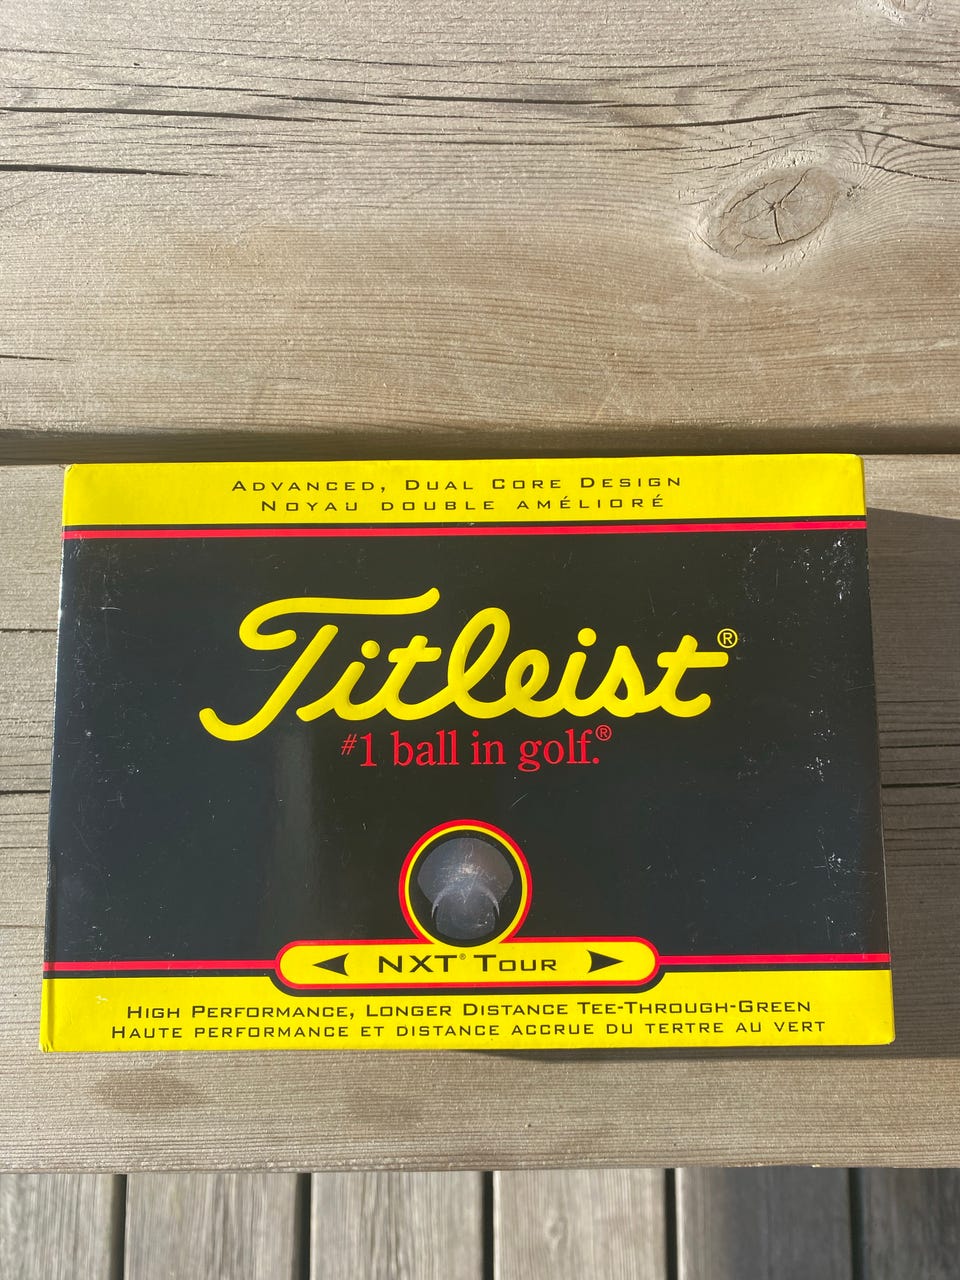 ADVANCED, DUAL CORE DESIGN
NOYAU DOUBLE AMÉLIORÉ
Titleist®
#1 ball in golf.®
NXT® TOUR
HIGH PERFORMANCE, LONGER DISTANCE TEE-THROUGH-GREEN
HAUTE PERFORMANCE ET DISTANCE ACCRUE DU TERTRE AU VERT